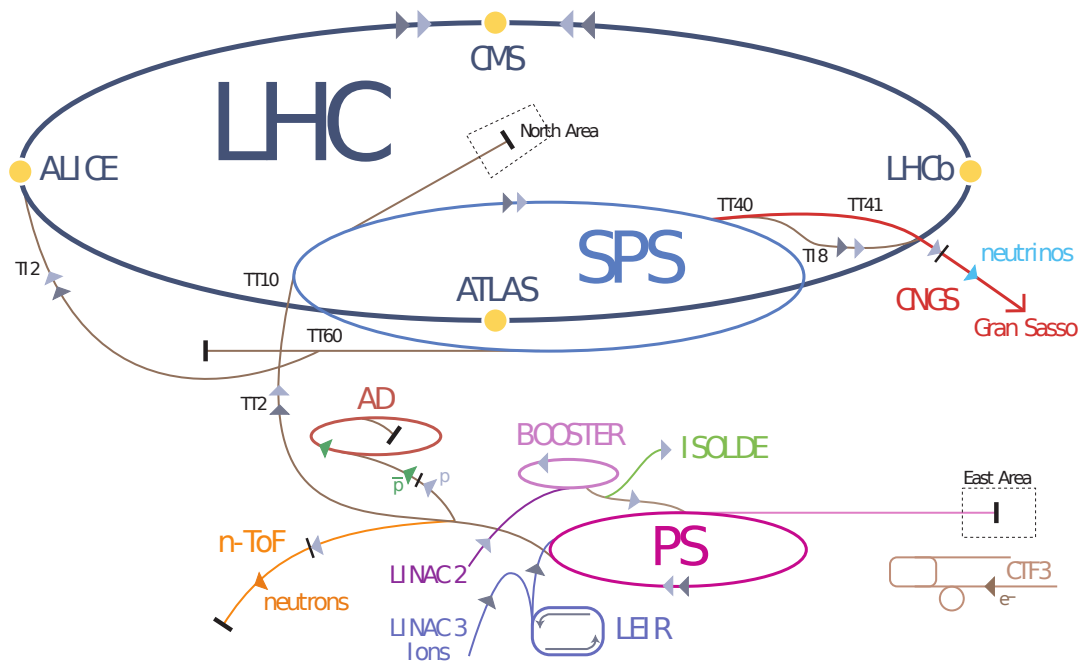 CMS
LHC
North Area
ALICE
LHCb
TT40
TT41
SPS
TI8
neutrinos
TI2
TT10
ATLAS
CNGS
Gran Sasso
TT60
TT2
AD
BOOSTER
ISOLDE
p
p̅
East Area
n-ToF
PS
LINAC 2
CTF3
neutrons
e-
LINAC 3
Ions
LEIR